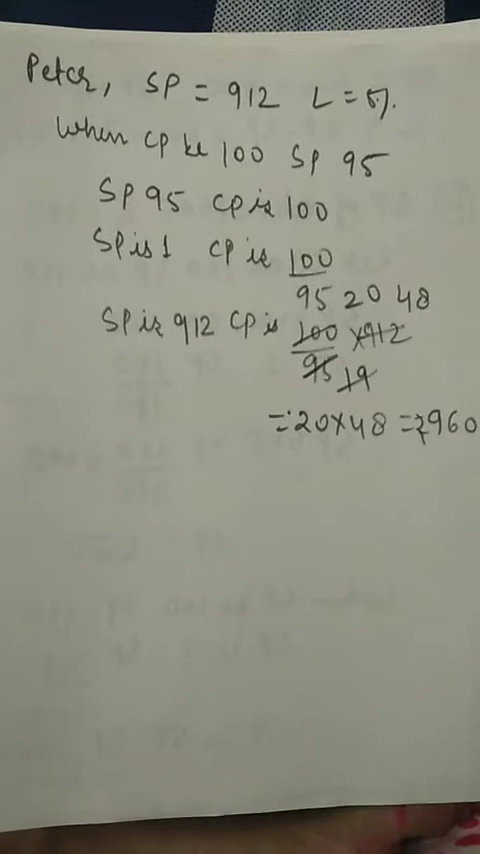 Peter, SP = 912 L = 5%.
When CP is 100 SP 95
SP 95 CP is 100
SP is 1 CP is 100
95 20 48
SP is 912 CP is 100 × 912
95 19
= 20 × 48 = ₹960